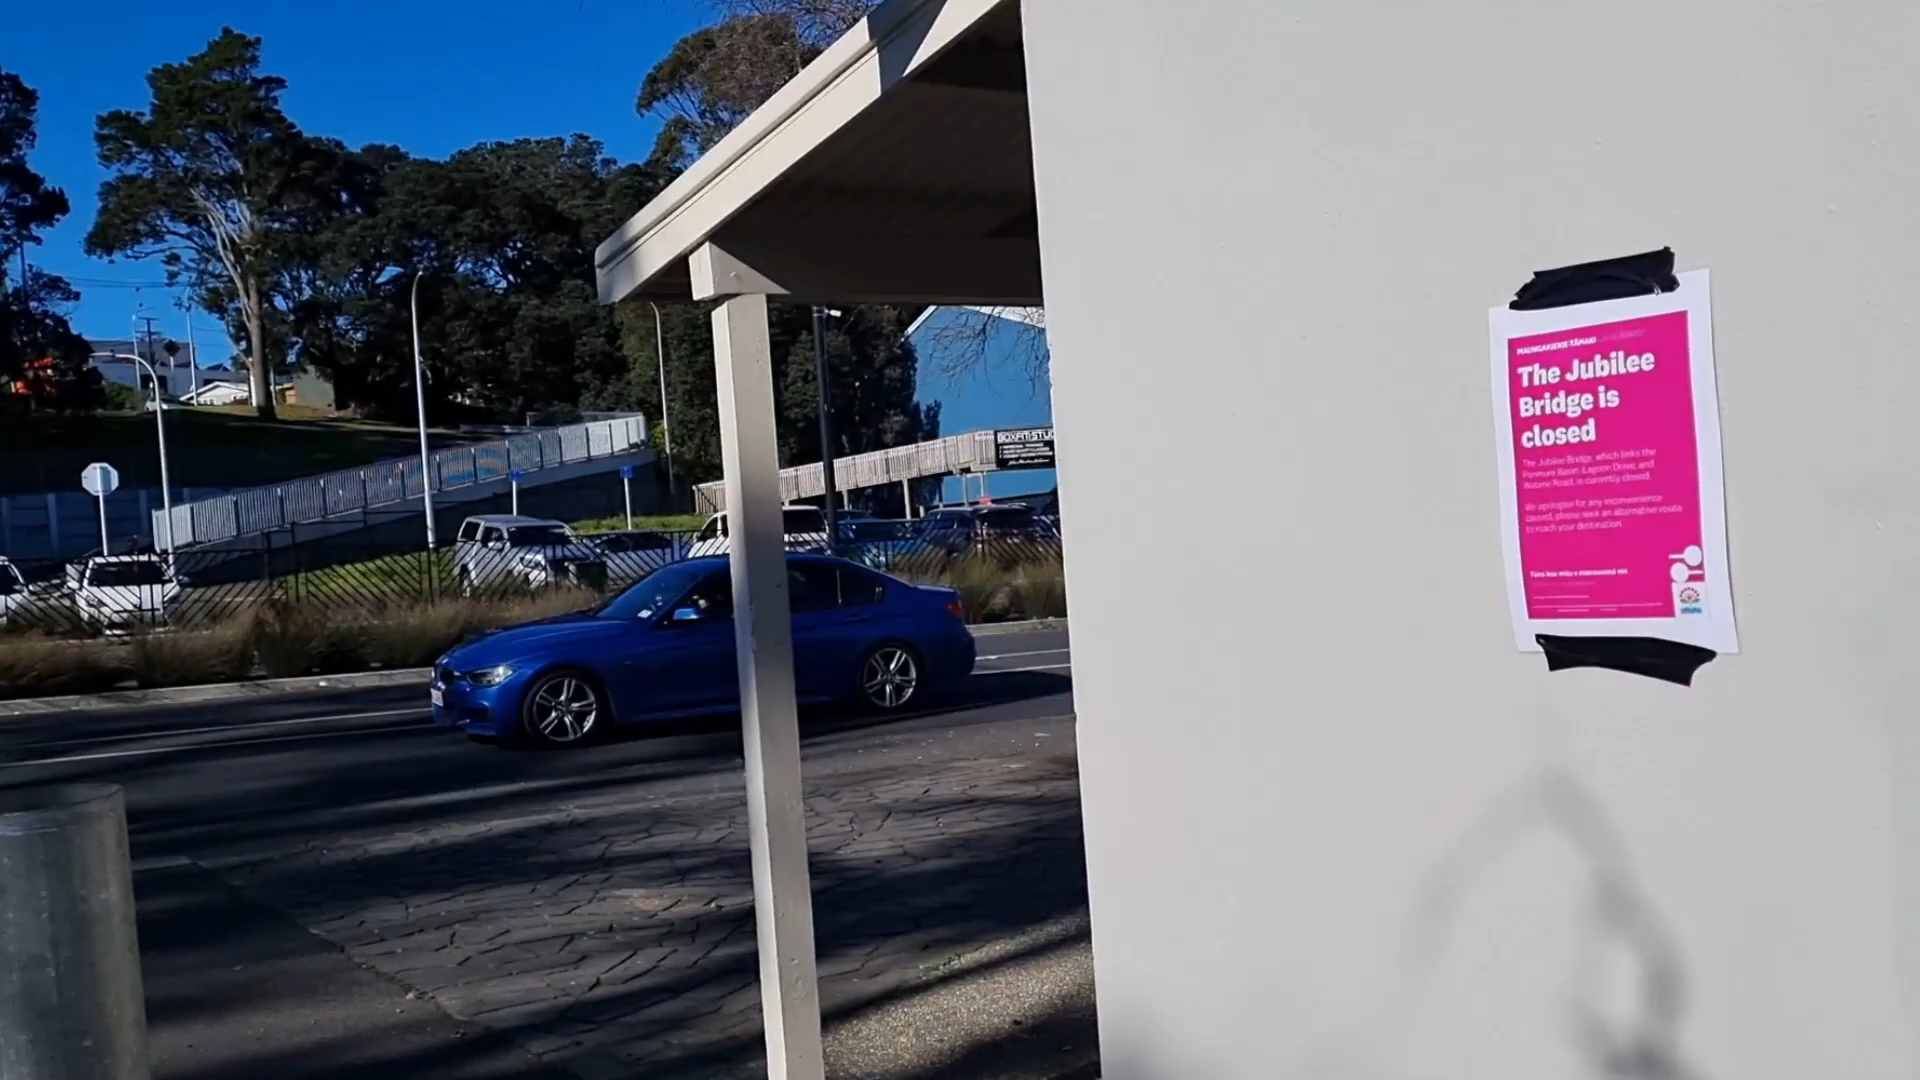 BOXFIT STU
MAUNGAKIEKIE-TĀMAKI
The Jubilee
Bridge is
closed
The Jubilee Bridge, which links the
Panmure Basin, Lagoon Drive, and
Watene Road, is currently closed.
We apologise for any inconvenience
caused, please seek an alternative route
to reach your destination.